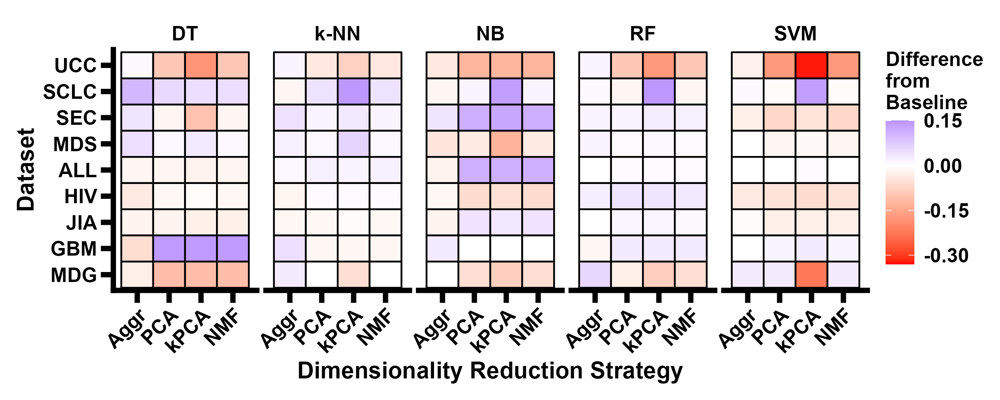 DT k-NN NB RF SVM
UCC
SCLC
SEC
MDS
ALL
HIV
JIA
GBM
MDG
Dataset
Aggr PCA kPCA NMF Aggr PCA kPCA NMF Aggr PCA kPCA NMF Aggr PCA kPCA NMF Aggr PCA kPCA NMF
Dimensionality Reduction Strategy
Difference
from
Baseline
0.15
0.00
-0.15
-0.30